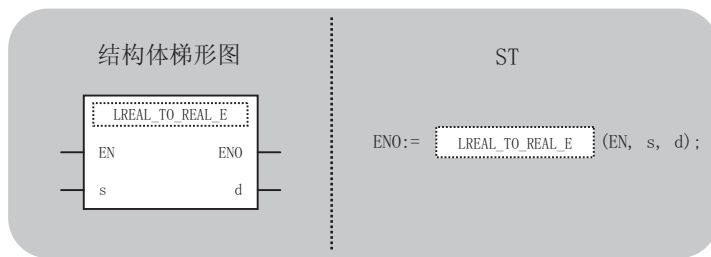 结构体梯形图
LREAL_TO_REAL_E
EN ENO
s d
ST
ENO:= LREAL_TO_REAL_E (EN, s, d);